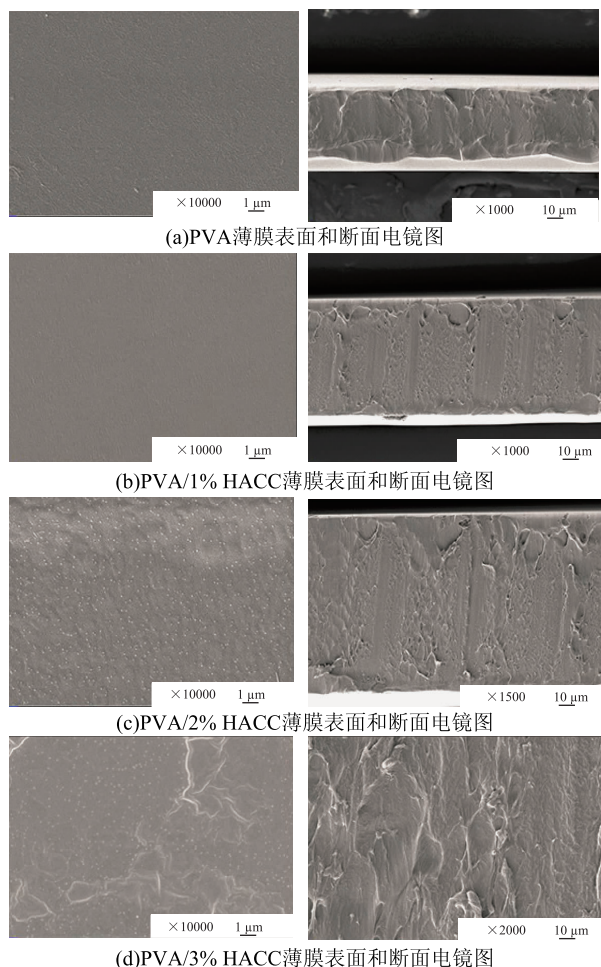 ×10000 1 μm
×1000 10 μm
(a)PVA薄膜表面和断面电镜图
×10000 1 μm
×1000 10 μm
(b)PVA/1% HACC薄膜表面和断面电镜图
×10000 1 μm
×1500 10 μm
(c)PVA/2% HACC薄膜表面和断面电镜图
×10000 1 μm
×2000 10 μm
(d)PVA/3% HACC薄膜表面和断面电镜图